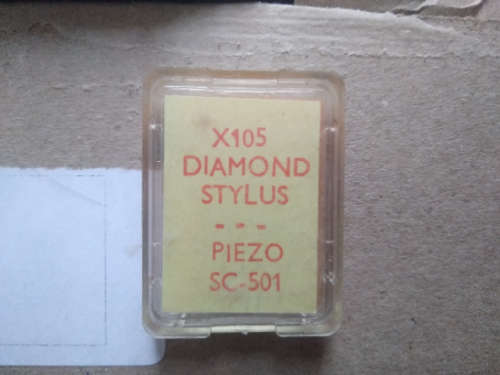 X105
DIAMOND
STYLUS
- - -
PIEZO
SC-501